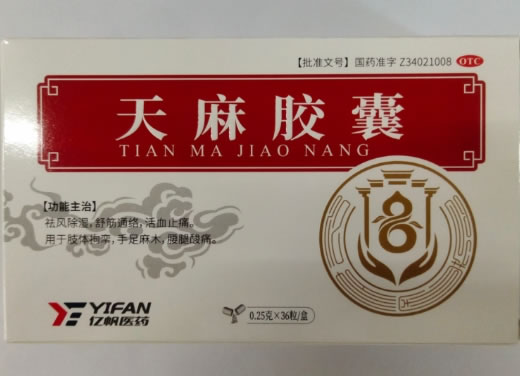 【批准文号】国药准字 Z34021008 OTC
天麻胶囊
TIAN MA JIAO NANG
【功能主治】
祛风除湿,舒筋通络,活血止痛。
用于肢体拘挛,手足麻木,腰腿酸痛。
YIFAN
亿帆医药
0.25克×36粒/盒